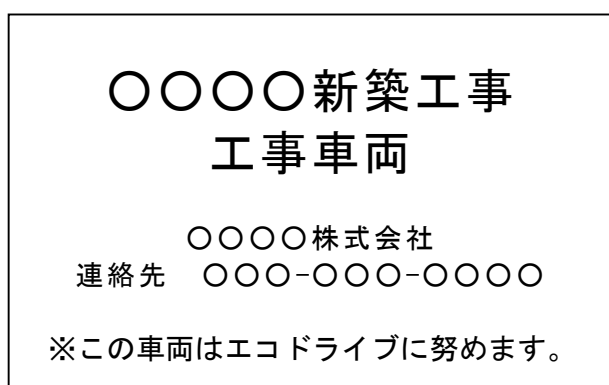 〇〇〇〇新築工事
工事車両
〇〇〇〇株式会社
連絡先　〇〇〇-〇〇〇-〇〇〇〇
※この車両はエコドライブに努めます。